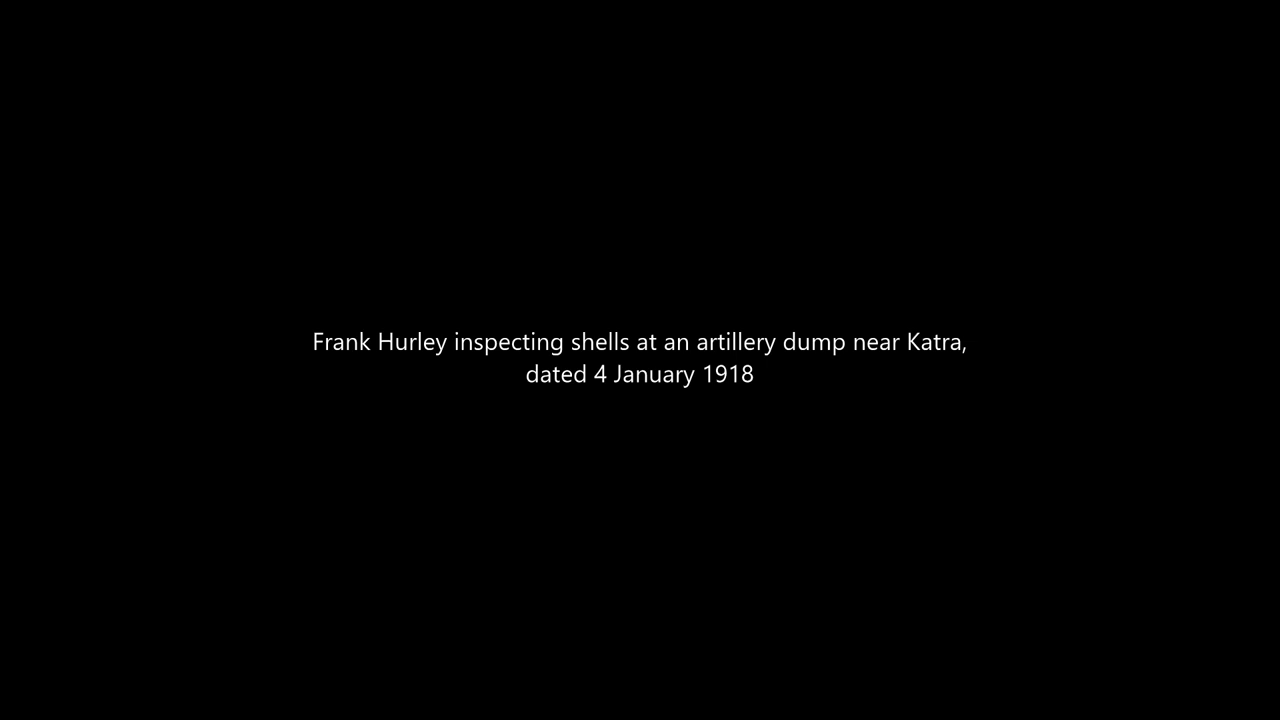 Frank Hurley inspecting shells at an artillery dump near Katra,
dated 4 January 1918